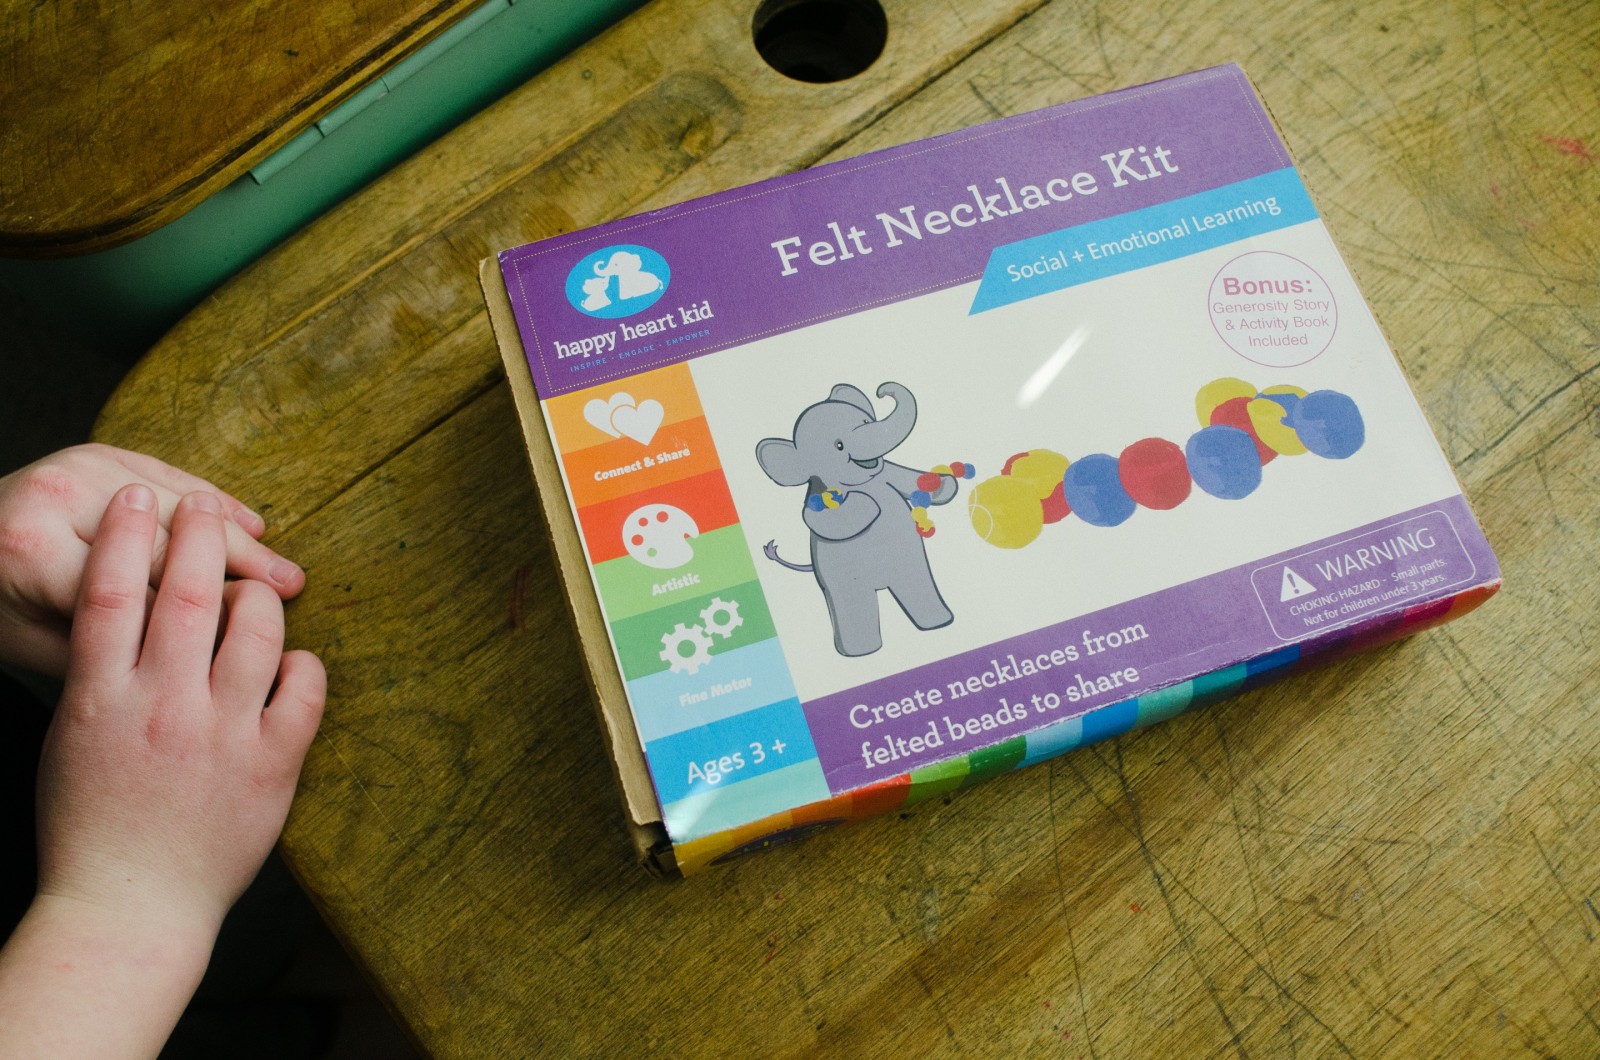 Felt Necklace Kit
Social + Emotional Learning
happy heart kid
INSPIRE - ENGAGE - EMPOWER
Bonus:
Generosity Story
& Activity Book
Included
Connect & Share
Artistic
Fine Motor
Ages 3 +
Create necklaces from
felted beads to share
WARNING
CHOKING HAZARD - Small parts.
Not for children under 3 years.